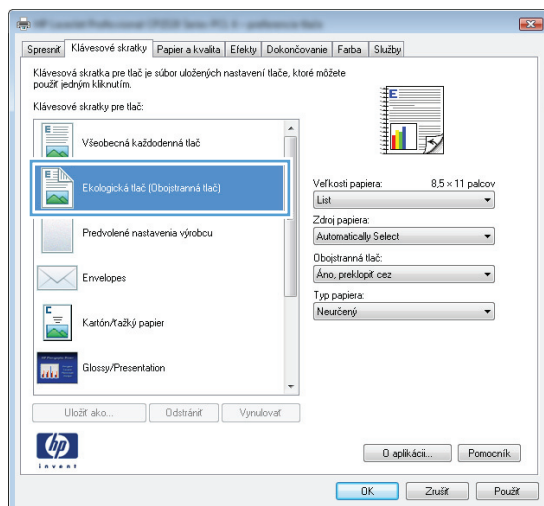 Spresniť Klávesové skratky Papier a kvalita Efekty Dokončovanie Farba Služby
Klávesová skratka pre tlač je súbor uložených nastavení tlače, ktoré môžete
použiť jedným kliknutím.
Klávesové skratky pre tlač:
Všeobecná každodenná tlač
Ekologická tlač (Obojstranná tlač)
Predvolené nastavenia výrobcu
Envelopes
Kartón/ťažký papier
Glossy/Presentation
Uložiť ako... Odstrániť Vynulovať
Veľkosti papiera: 8,5 × 11 palcov
List
Zdroj papiera:
Automatically Select
Obojstranná tlač:
Áno, preklopiť cez
Typ papiera:
Neurčený
hp
invent
O aplikácii... Pomocník
OK Zrušiť Použiť